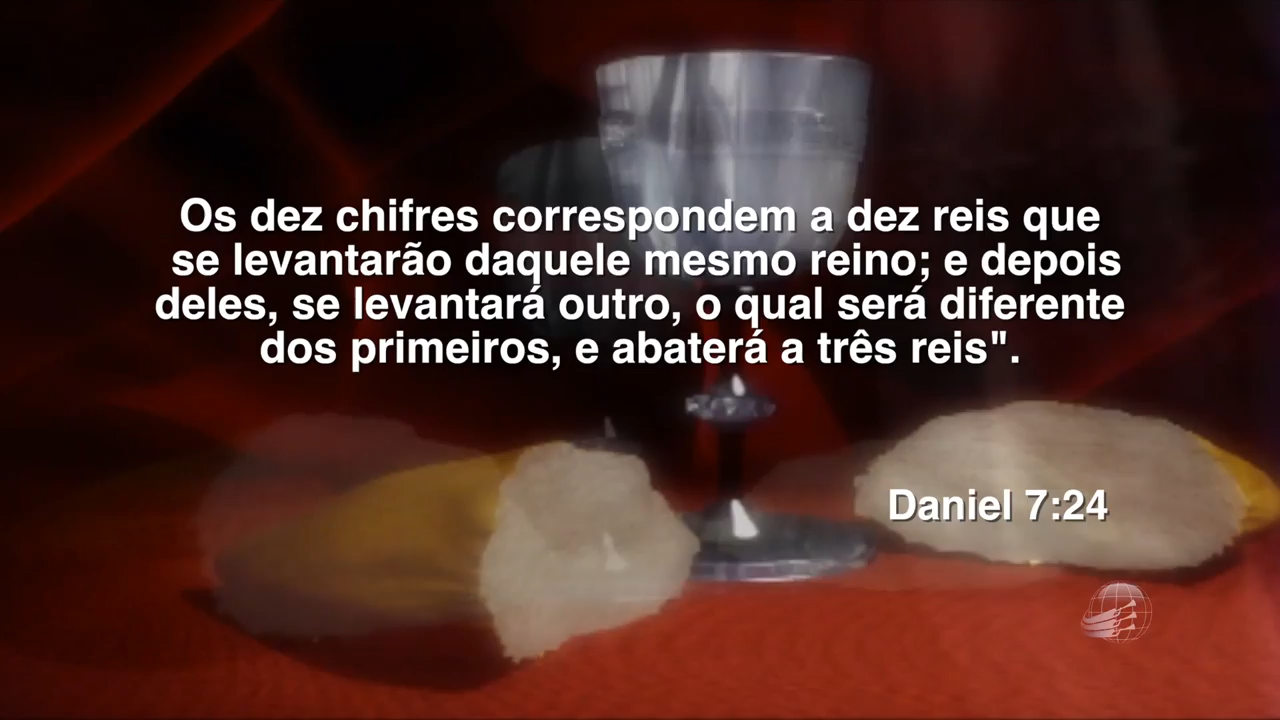 Os dez chifres correspondem a dez reis que
se levantarão daquele mesmo reino; e depois
deles, se levantará outro, o qual será diferente
dos primeiros, e abaterá a três reis".
Daniel 7:24